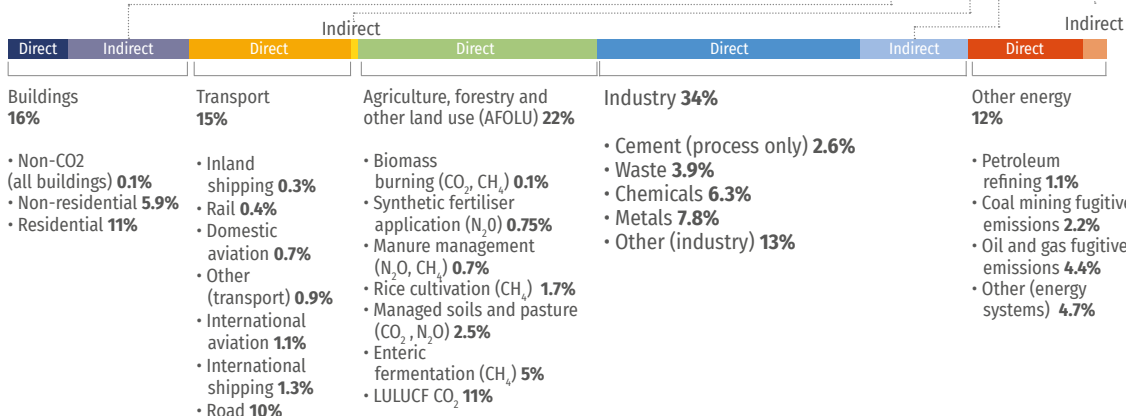 Indirect
Indirect
Direct
Indirect
Direct
Direct
Direct
Indirect
Direct
Buildings
16%
• Non-CO2
(all buildings) 0.1%
• Non-residential 5.9%
• Residential 11%
Transport
15%
• Inland
shipping 0.3%
• Rail 0.4%
• Domestic
aviation 0.7%
• Other
(transport) 0.9%
• International
aviation 1.1%
• International
shipping 1.3%
• Road 10%
Agriculture, forestry and
other land use (AFOLU) 22%
• Biomass
burning (CO₂, CH₄) 0.1%
• Synthetic fertiliser
application (N₂0) 0.75%
• Manure management
(N₂O, CH₄) 0.7%
• Rice cultivation (CH₄) 1.7%
• Managed soils and pasture
(CO₂ , N₂O) 2.5%
• Enteric
fermentation (CH₄) 5%
• LULUCF CO₂ 11%
Industry 34%
• Cement (process only) 2.6%
• Waste 3.9%
• Chemicals 6.3%
• Metals 7.8%
• Other (industry) 13%
Other energy
12%
• Petroleum
refining 1.1%
• Coal mining fugitive
emissions 2.2%
• Oil and gas fugitive
emissions 4.4%
• Other (energy
systems) 4.7%